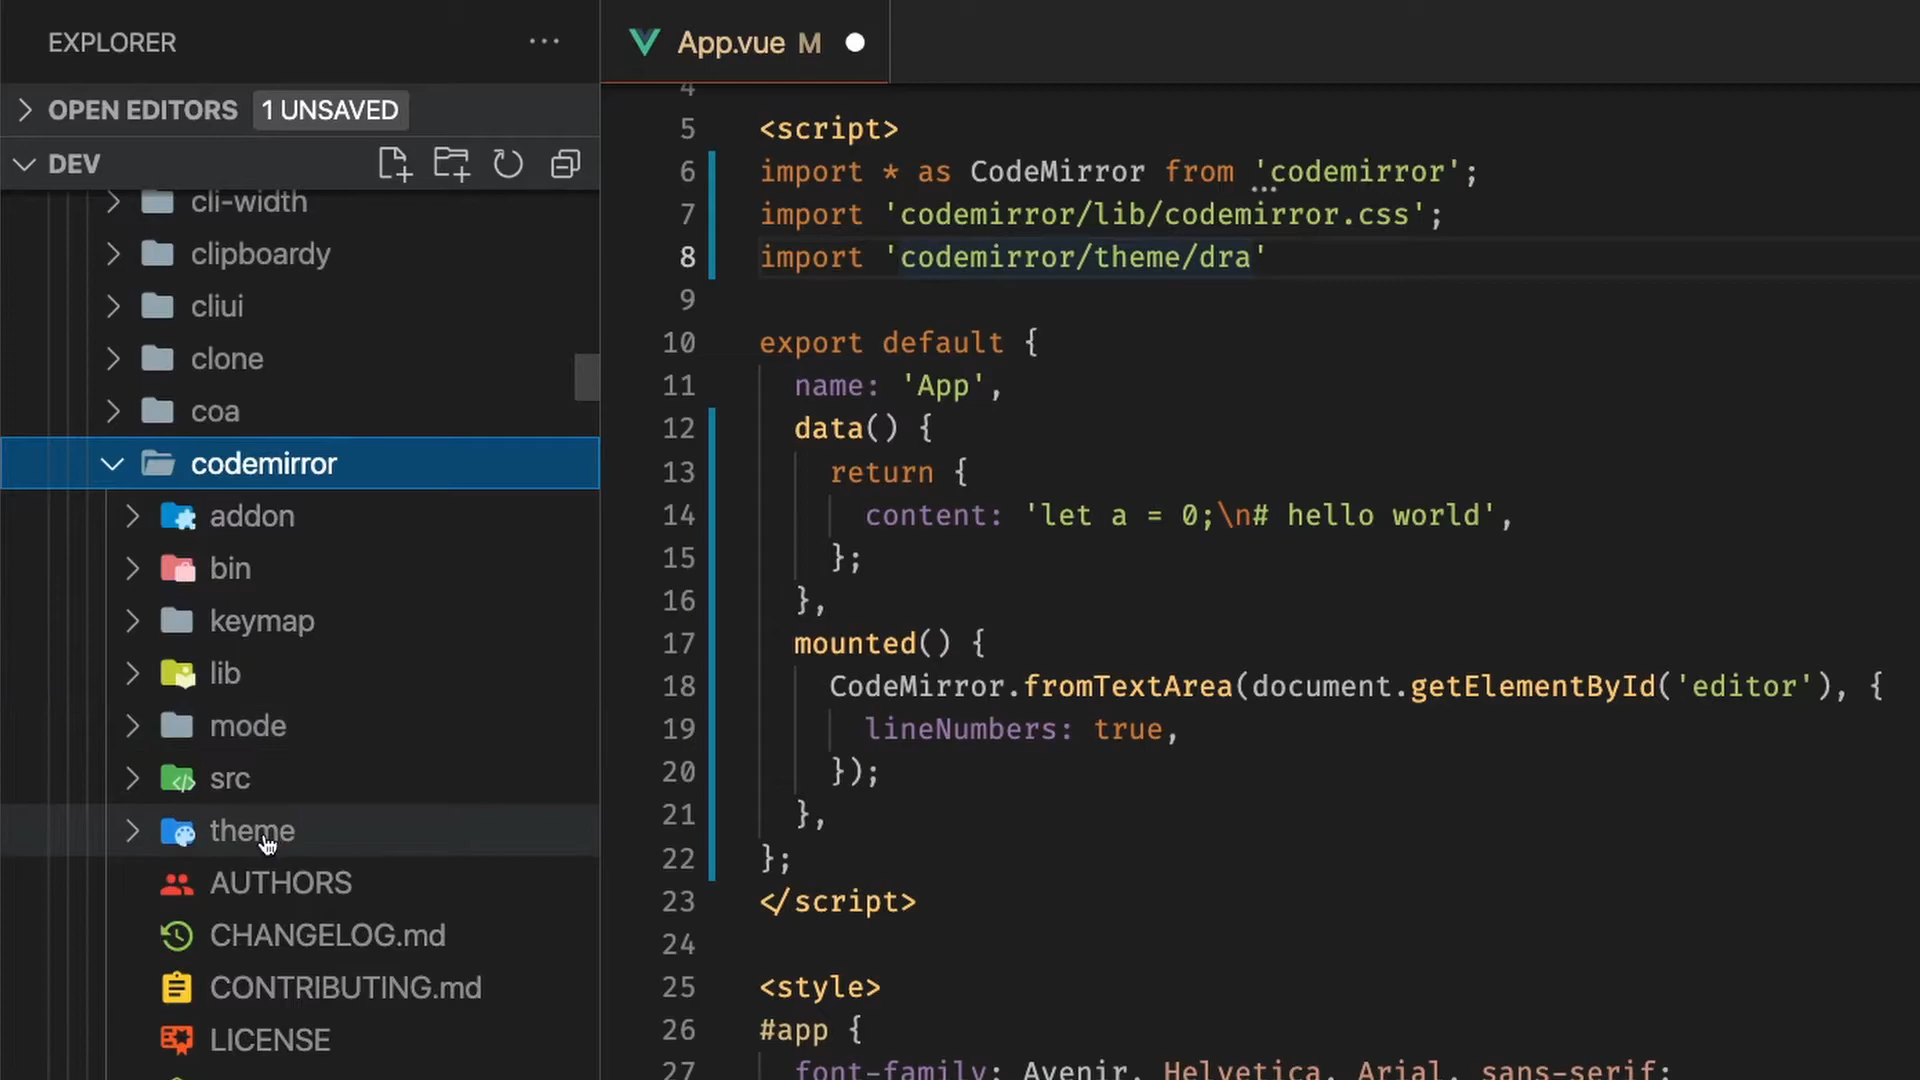 EXPLORER
OPEN EDITORS 1 UNSAVED
DEV
cli-width
clipboardy
cliui
clone
coa
codemirror
addon
bin
keymap
lib
mode
src
theme
AUTHORS
CHANGELOG.md
CONTRIBUTING.md
LICENSE
App.vue M
4
5 <script>
6 import * as CodeMirror from 'codemirror';
7 import 'codemirror/lib/codemirror.css';
8 import 'codemirror/theme/dra'
9
10 export default {
11 name: 'App',
12 data() {
13 return {
14 content: 'let a = 0;\n# hello world',
15 };
16 },
17 mounted() {
18 CodeMirror.fromTextArea(document.getElementById('editor'), {
19 lineNumbers: true,
20 });
21 },
22 };
23 </script>
24
25 <style>
26 #app {
27 font-family: Avenir, Helvetica, Arial, sans-serif;